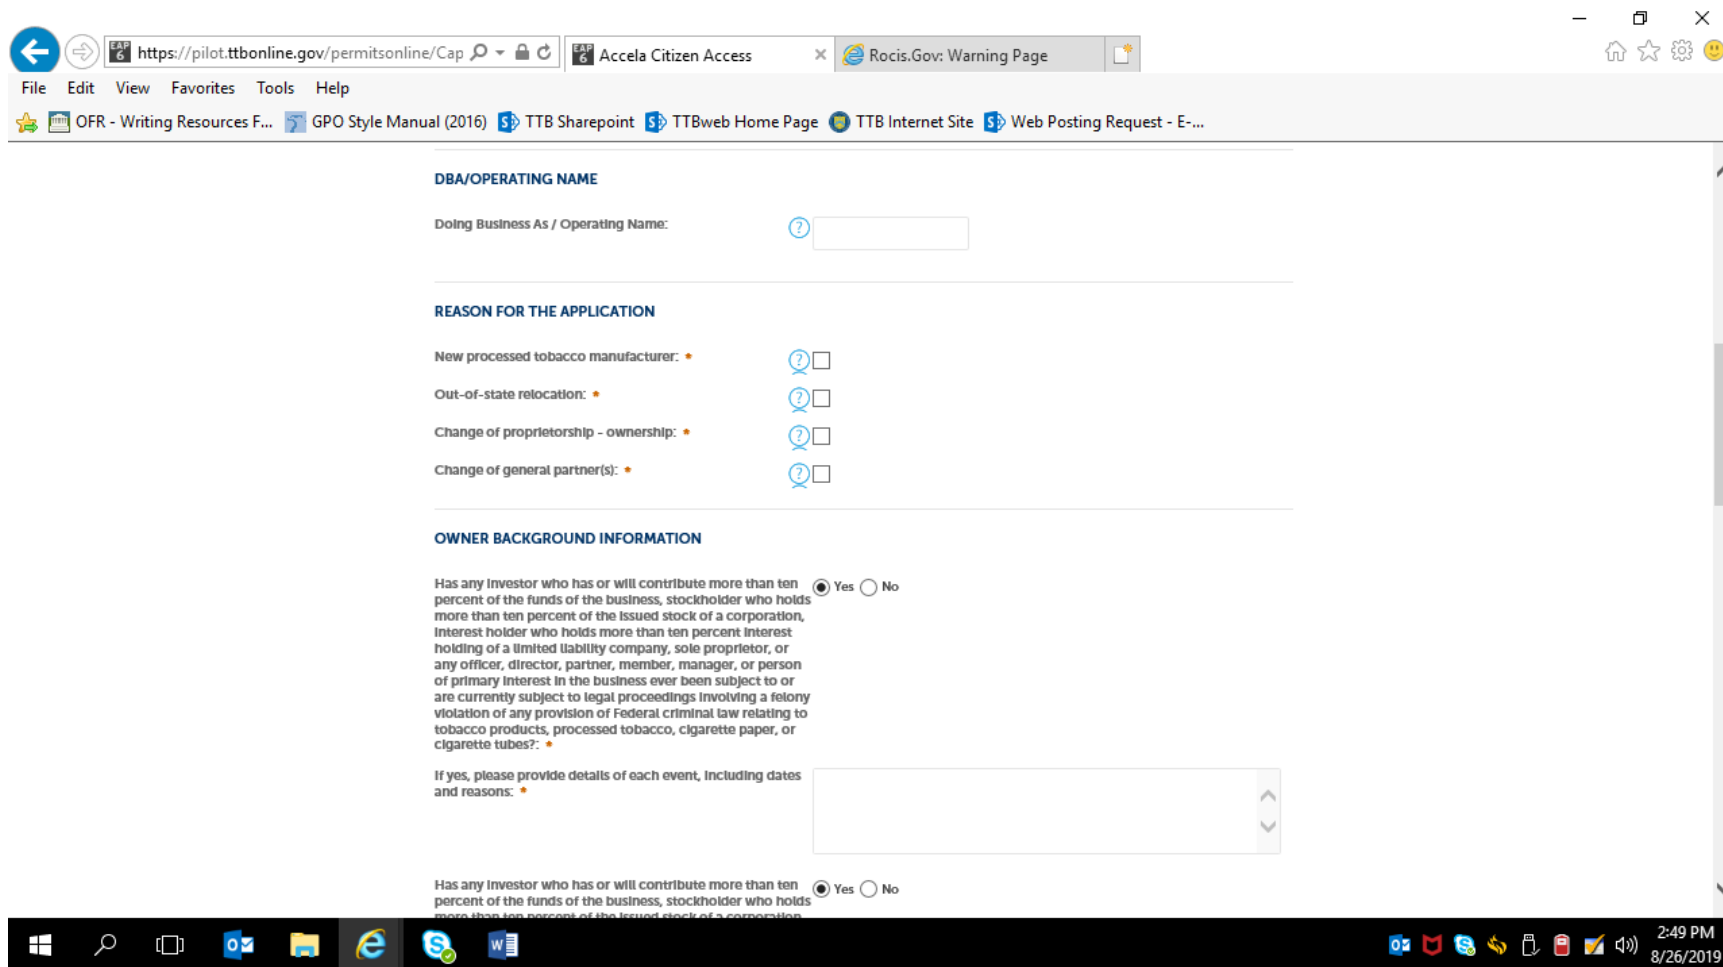 https://pilot.ttbonline.gov/permitsonline/Cap
Accela Citizen Access
Rocis.Gov: Warning Page
File Edit View Favorites Tools Help
OFR - Writing Resources F... GPO Style Manual (2016) TTB Sharepoint TTBweb Home Page TTB Internet Site Web Posting Request - E-...
DBA/OPERATING NAME
Doing Business As / Operating Name:
REASON FOR THE APPLICATION
New processed tobacco manufacturer: *
Out-of-state relocation: *
Change of proprietorship - ownership: *
Change of general partner(s): *
OWNER BACKGROUND INFORMATION
Has any investor who has or will contribute more than ten Yes No
percent of the funds of the business, stockholder who holds
more than ten percent of the issued stock of a corporation,
interest holder who holds more than ten percent interest
holding of a limited liability company, sole proprietor, or
any officer, director, partner, member, manager, or person
of primary interest in the business ever been subject to or
are currently subject to legal proceedings involving a felony
violation of any provision of Federal criminal law relating to
tobacco products, processed tobacco, cigarette paper, or
cigarette tubes?: *
If yes, please provide details of each event, including dates
and reasons: *
Has any investor who has or will contribute more than ten Yes No
percent of the funds of the business, stockholder who holds
more than ten percent of the issued stock of a corporation
2:49 PM
8/26/2019